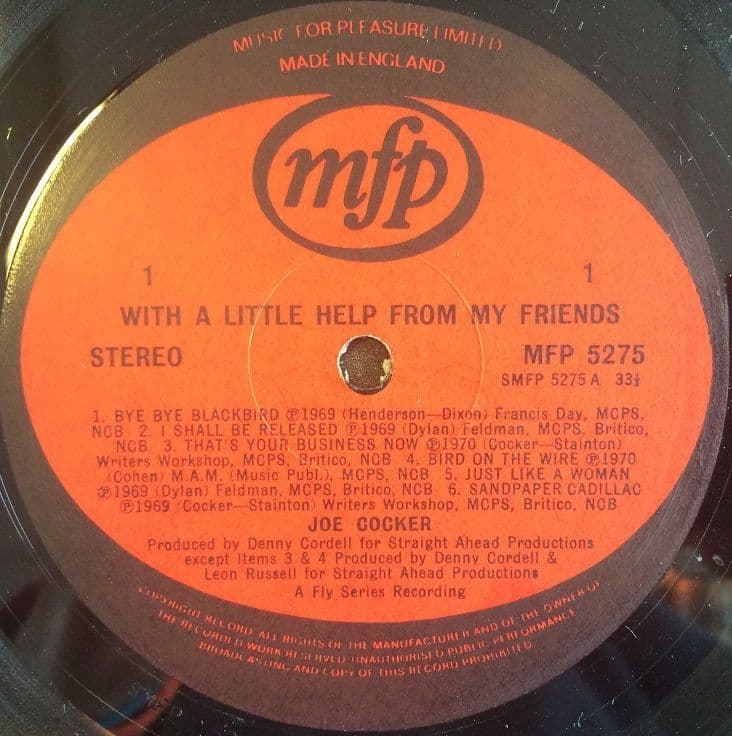 MUSIC FOR PLEASURE LIMITED
MADE IN ENGLAND
mfp
1 1
WITH A LITTLE HELP FROM MY FRIENDS
STEREO MFP 5275
SMFP 5275 A 33⅓
1. BYE BYE BLACKBIRD ℗1969 (Henderson—Dixon) Francis Day, MCPS,
NCB 2. I SHALL BE RELEASED ℗1969 (Dylan) Feldman, MCPS, Britico,
NCB 3. THAT'S YOUR BUSINESS NOW ℗1970 (Cocker—Stainton)
Writers Workshop, MCPS, Britico, NCB 4. BIRD ON THE WIRE ℗1970
(Cohen) M.A.M. (Music Publ.), MCPS, NCB 5. JUST LIKE A WOMAN
℗1969 (Dylan) Feldman, MCPS, Britico, NCB 6. SANDPAPER CADILLAC
℗1969 (Cocker—Stainton) Writers Workshop, MCPS, Britico, NCB
JOE COCKER
Produced by Denny Cordell for Straight Ahead Productions
except Items 3 & 4 Produced by Denny Cordell &
Leon Russell for Straight Ahead Productions
A Fly Series Recording
COPYRIGHT RECORD. ALL RIGHTS OF THE MANUFACTURER AND OF THE OWNER OF
THE RECORDED WORK RESERVED. UNAUTHORISED PUBLIC PERFORMANCE
BROADCASTING AND COPY OF THIS RECORD PROHIBITED